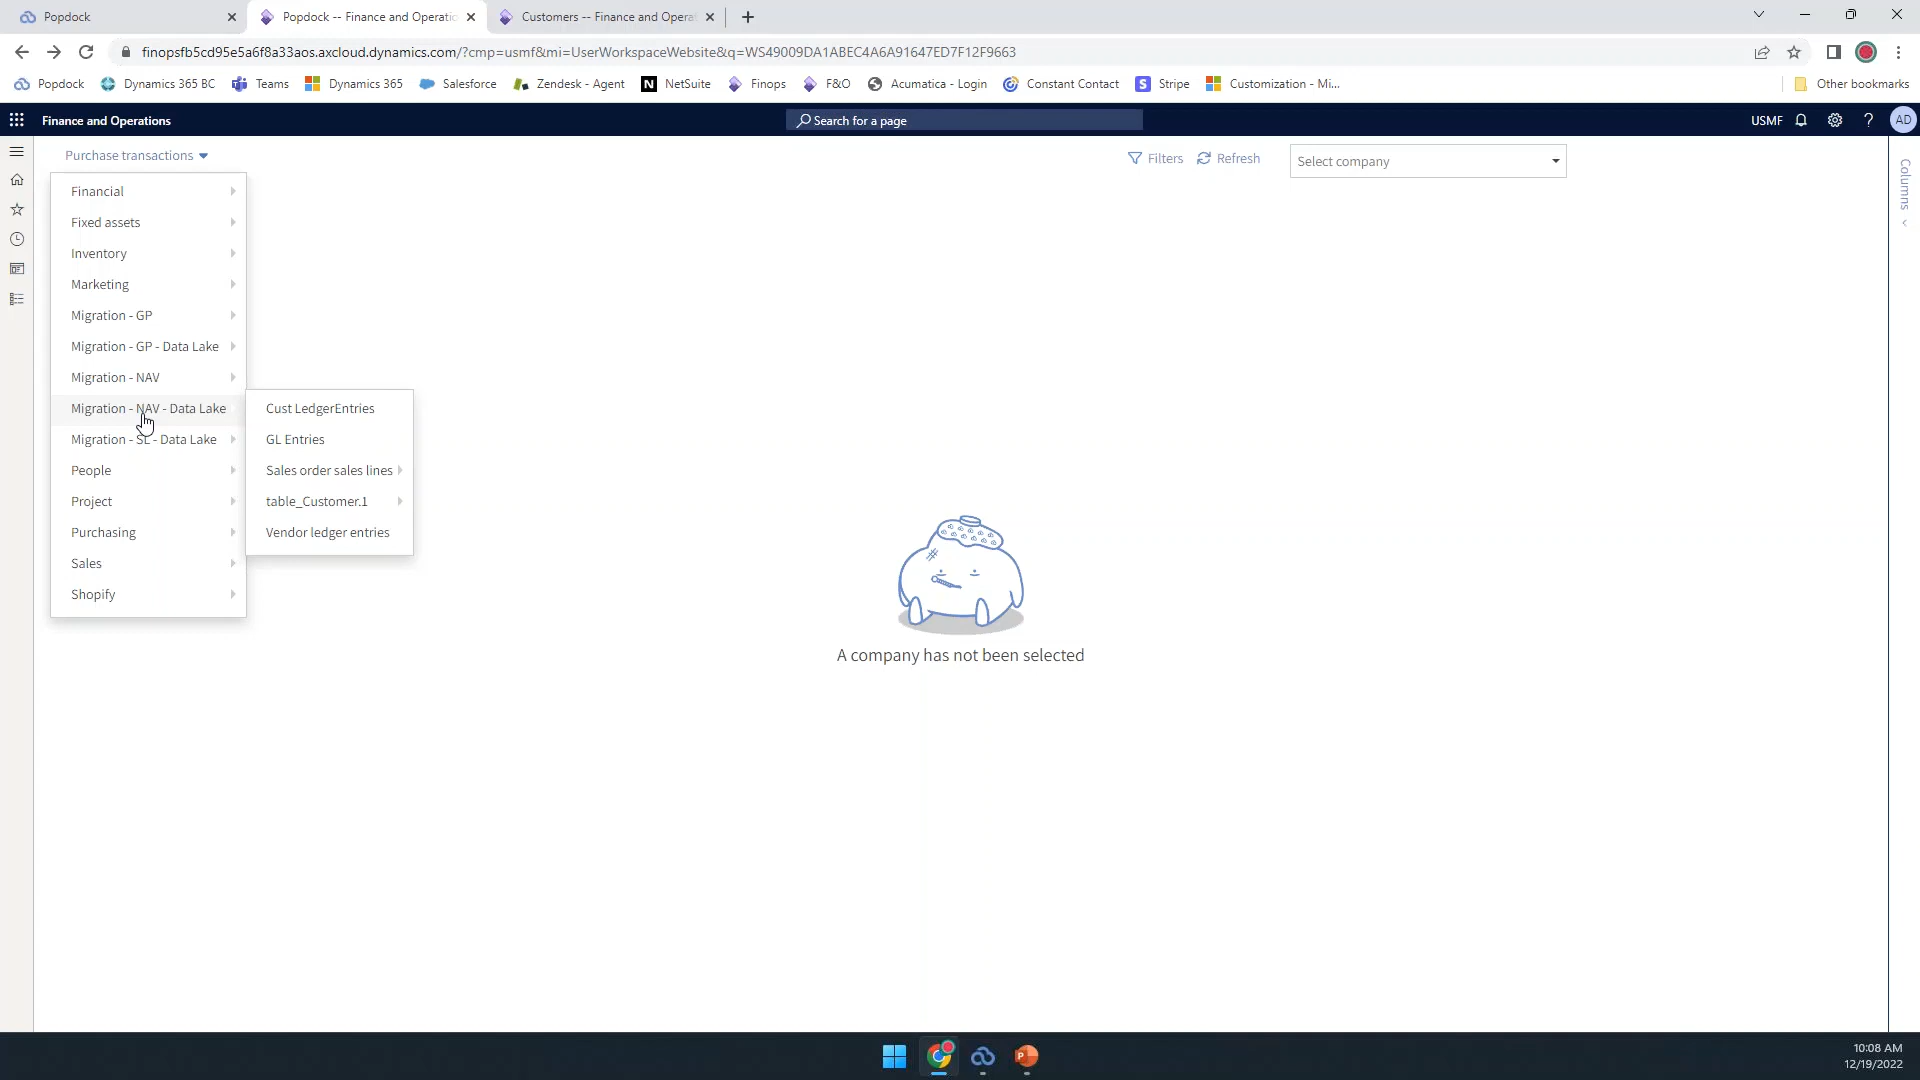 Popdock
Popdock -- Finance and Operatio
Customers -- Finance and Opera
finopsfb5cd95e5a6f8a33aos.axcloud.dynamics.com/?cmp=usmf&mi=UserWorkspaceWebsite&q=WS49009DA1ABEC4A6A91647ED7F12F9663
Popdock Dynamics 365 BC Teams Dynamics 365 Salesforce Zendesk - Agent NetSuite Finops F&O Acumatica - Login Constant Contact Stripe Customization - Mi... Other bookmarks
Finance and Operations
Search for a page
USMF
AD
Purchase transactions
Filters
Refresh
Select company
Columns
Financial
Fixed assets
Inventory
Marketing
Migration - GP
Migration - GP - Data Lake
Migration - NAV
Migration - NAV - Data Lake
Migration - SL - Data Lake
People
Project
Purchasing
Sales
Shopify
Cust LedgerEntries
GL Entries
Sales order sales lines
table_Customer.1
Vendor ledger entries
A company has not been selected
10:08 AM
12/19/2022